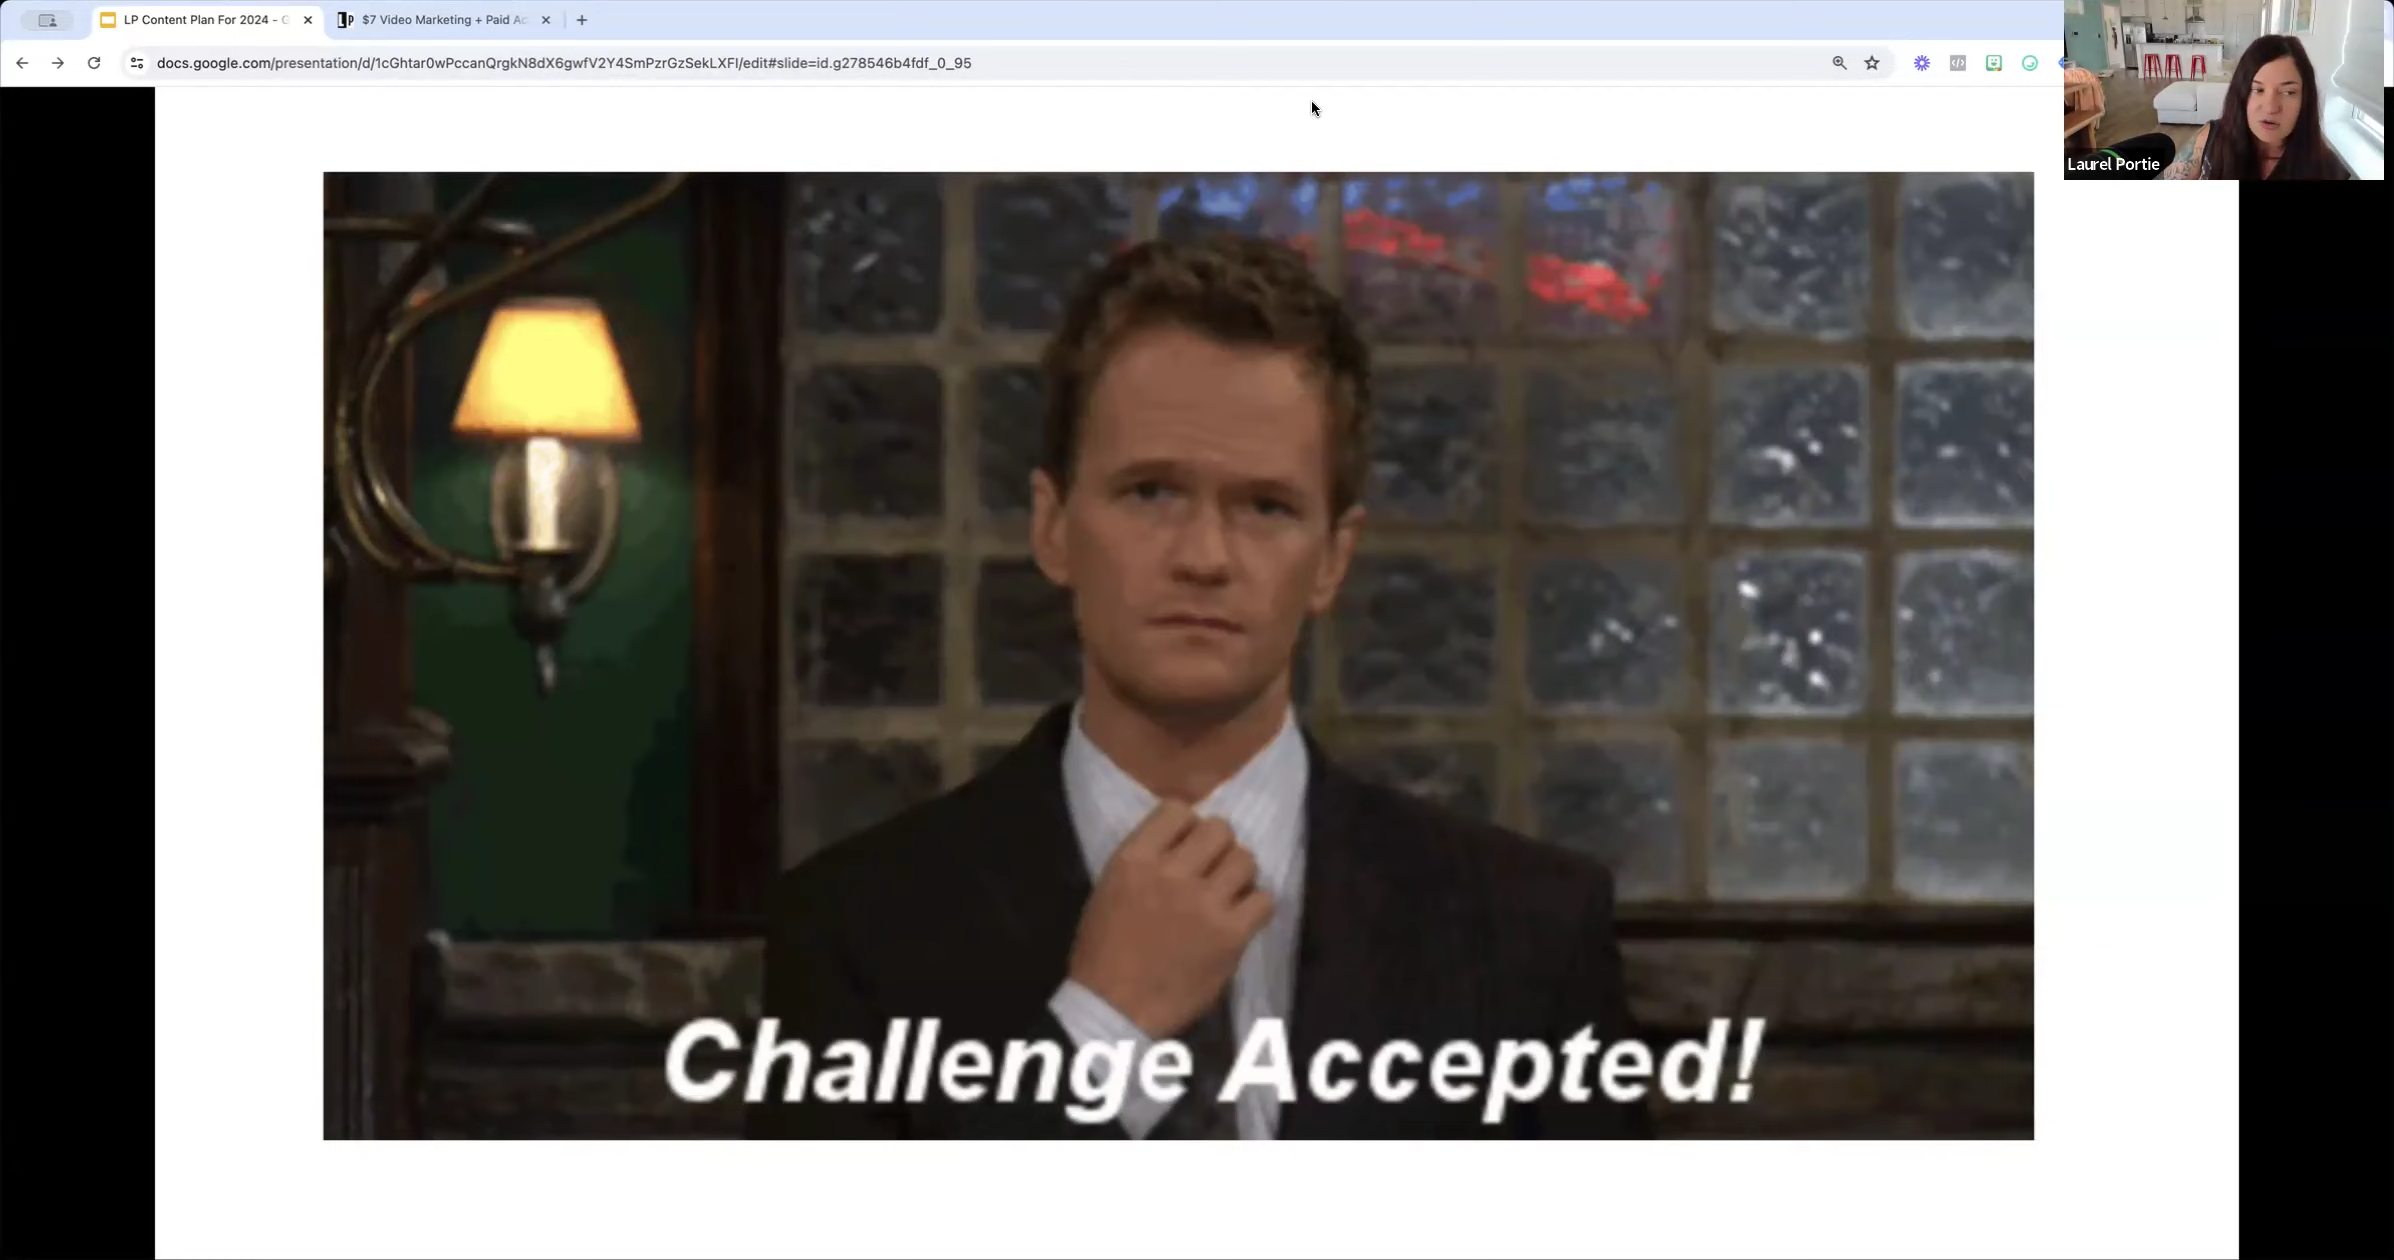 LP Content Plan For 2024 - G
$7 Video Marketing + Paid Ad
docs.google.com/presentation/d/1cGhtar0wPccanQrgkN8dX6gwfV2Y4SmPzrGzSekLXFI/edit#slide=id.g278546b4fdf_0_95
Laurel Portie
Challenge Accepted!